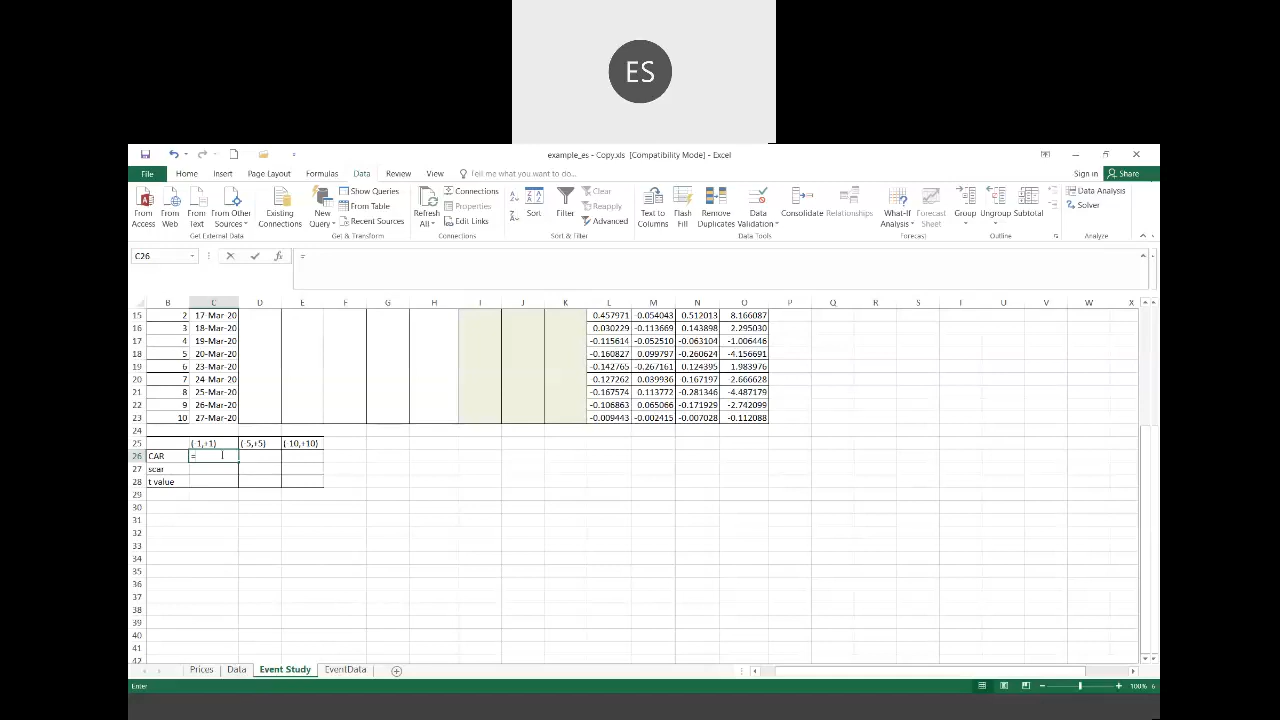 ES
example_es - Copy.xls [Compatibility Mode] - Excel
File Home Insert Page Layout Formulas Data Review View Tell me what you want to do... Sign in Share
From Access
From Web
From Text
From Other Sources
Existing Connections
New Query
Show Queries
From Table
Recent Sources
Refresh All
Connections
Properties
Edit Links
Sort
Filter
Clear
Reapply
Advanced
Text to Columns
Flash Fill
Remove Duplicates
Data Validation
Consolidate
Relationships
What-If Analysis
Forecast Sheet
Group
Ungroup
Subtotal
Data Analysis
Solver
Get External Data Get & Transform Connections Sort & Filter Data Tools Forecast Outline Analyze
C26 fx =
B C D E F G H I J K L M N O P Q R S T U V W X
15 2 17-Mar-20 0.457971 -0.054043 0.512013 8.166087
16 3 18-Mar-20 0.030229 -0.113669 0.143898 2.295030
17 4 19-Mar-20 -0.115614 -0.052510 -0.063104 -1.006446
18 5 20-Mar-20 -0.160827 0.099797 -0.260624 -4.156691
19 6 23-Mar-20 -0.142765 -0.267161 0.124395 1.983976
20 7 24-Mar-20 0.127262 0.039936 0.167197 2.666628
21 8 25-Mar-20 -0.167574 0.113772 -0.281346 -4.487179
22 9 26-Mar-20 -0.106863 0.065066 -0.171929 -2.742099
23 10 27-Mar-20 -0.009443 -0.002415 -0.007028 -0.112088
24
25 (-1,+1) (-5,+5) (-10,+10)
26 CAR =
27 scar
28 t value
29
30
31
32
33
34
35
36
37
38
39
40
41
42
Prices Data Event Study EventData
Enter 100%